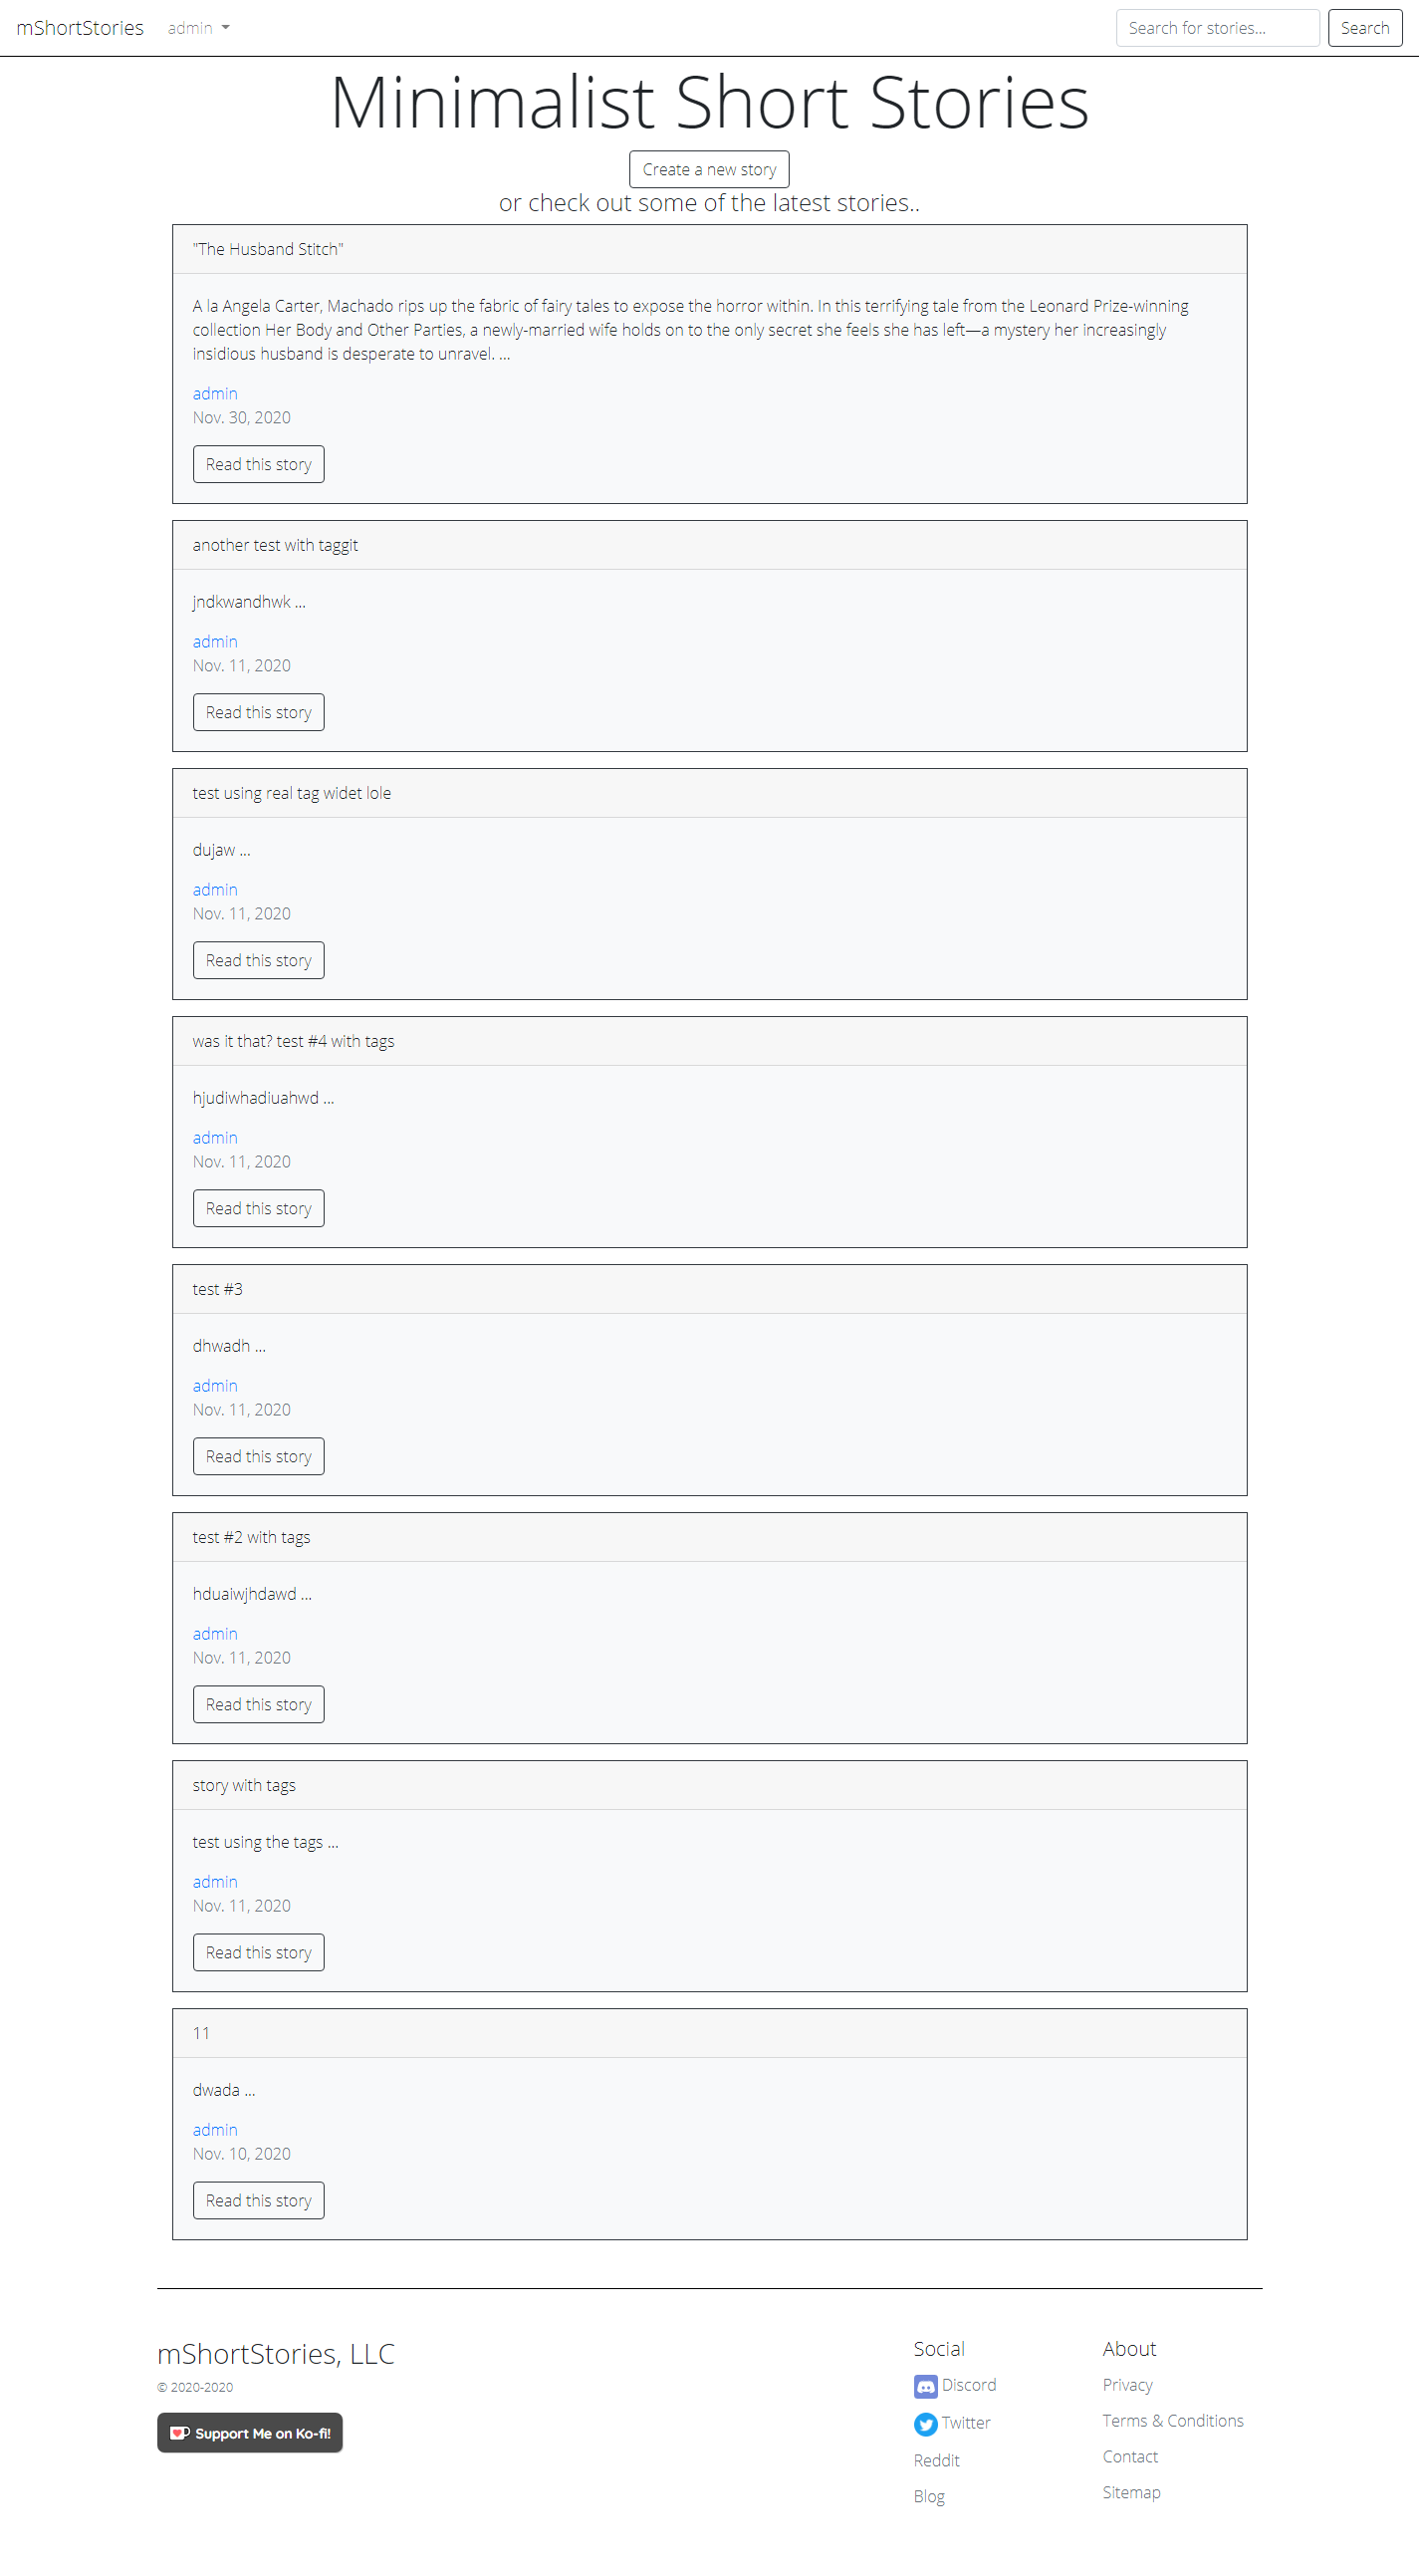 mShortStories admin Search for stories... Search
Minimalist Short Stories
Create a new story
or check out some of the latest stories..
"The Husband Stitch"
A la Angela Carter, Machado rips up the fabric of fairy tales to expose the horror within. In this terrifying tale from the Leonard Prize-winning
collection Her Body and Other Parties, a newly-married wife holds on to the only secret she feels she has left—a mystery her increasingly
insidious husband is desperate to unravel. ...
admin
Nov. 30, 2020
Read this story
another test with taggit
jndkwandhwk ...
admin
Nov. 11, 2020
Read this story
test using real tag widet lole
dujaw ...
admin
Nov. 11, 2020
Read this story
was it that? test #4 with tags
hjudiwhadiuahwd ...
admin
Nov. 11, 2020
Read this story
test #3
dhwadh ...
admin
Nov. 11, 2020
Read this story
test #2 with tags
hduaiwjhdawd ...
admin
Nov. 11, 2020
Read this story
story with tags
test using the tags ...
admin
Nov. 11, 2020
Read this story
11
dwada ...
admin
Nov. 10, 2020
Read this story
mShortStories, LLC
© 2020-2020
Support Me on Ko-fi!
Social
Discord
Twitter
Reddit
Blog
About
Privacy
Terms & Conditions
Contact
Sitemap